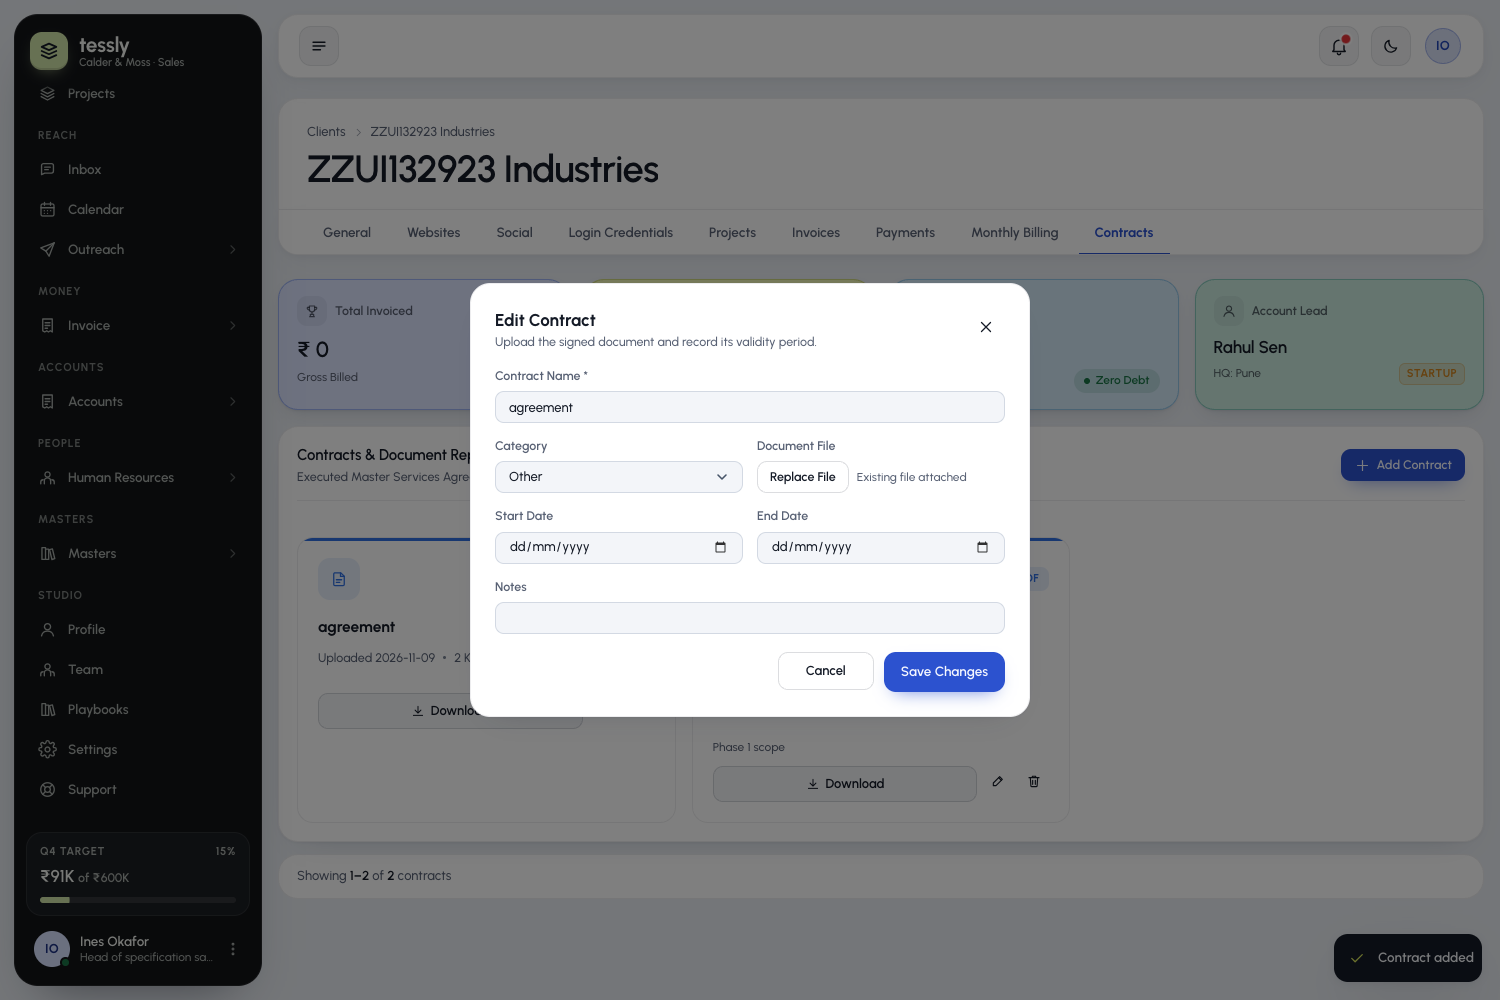 tessly
Calder & Moss · Sales
Projects
REACH
Inbox
Calendar
Outreach
MONEY
Invoice
ACCOUNTS
Accounts
PEOPLE
Human Resources
MASTERS
Masters
STUDIO
Profile
Team
Playbooks
Settings
Support
Q4 TARGET 15%
₹91K of ₹600K
IO
Ines Okafor
Head of specification sa...
IO
Clients > ZZUI132923 Industries
ZZUI132923 Industries
General Websites Social Login Credentials Projects Invoices Payments Monthly Billing Contracts
Total Invoiced
₹ 0
Gross Billed
Zero Debt
Account Lead
Rahul Sen
HQ: Pune
STARTUP
Contracts & Document Rep
Executed Master Services Agre
Add Contract
agreement
Uploaded 2026-11-09 • 2 K
Download
Phase 1 scope
Download
Showing 1–2 of 2 contracts
Edit Contract
Upload the signed document and record its validity period.
Contract Name *
agreement
Category
Other
Document File
Replace File Existing file attached
Start Date
dd/mm/yyyy
End Date
dd/mm/yyyy
Notes
Cancel
Save Changes
Contract added